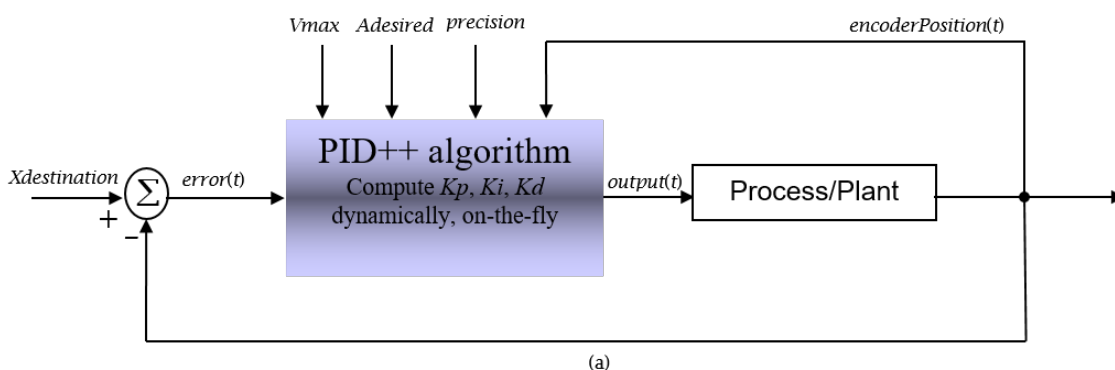 Vmax Adesired precision
encoderPosition(t)
PID++ algorithm
Compute Kp, Ki, Kd
dynamically, on-the-fly
Xdestination
+
–
Σ
error(t)
output(t)
Process/Plant
(a)